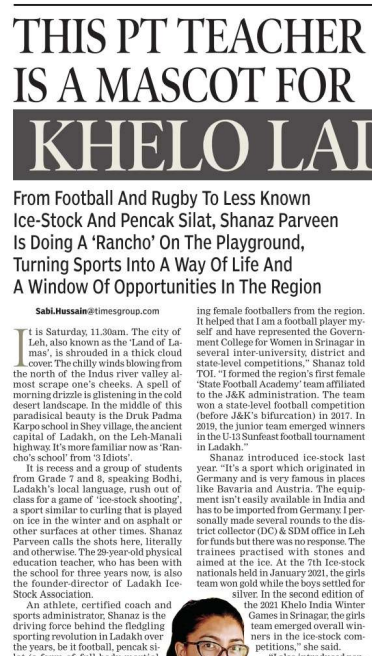 THIS PT TEACHER
IS A MASCOT FOR
KHELO LA
From Football And Rugby To Less Known
Ice-Stock And Pencak Silat, Shanaz Parveen
Is Doing A ‘Rancho’ On The Playground,
Turning Sports Into A Way Of Life And
A Window Of Opportunities In The Region
Sabi.Hussain@timesgroup.com
It is Saturday, 11.30am. The city of
Leh, also known as the ‘Land of La-
mas’, is shrouded in a thick cloud
cover. The chilly winds blowing from
the north of the Indus river valley al-
most scrape one’s cheeks. A spell of
morning drizzle is glistening in the cold
desert landscape. In the middle of this
paradisical beauty is the Druk Padma
Karpo school in Shey village, the ancient
capital of Ladakh, on the Leh-Manali
highway. It’s more familiar now as ‘Ran-
cho’s school’ from ‘3 Idiots’.
It is recess and a group of students
from Grade 7 and 8, speaking Bodhi,
Ladakh’s local language, rush out of
class for a game of ‘ice-stock shooting’,
a sport similar to curling that is played
on ice in the winter and on asphalt or
other surfaces at other times. Shanaz
Parveen calls the shots here, literally
and otherwise. The 29-year-old physical
education teacher, who has been with
the school for three years now, is also
the founder-director of Ladakh Ice-
Stock Association.
An athlete, certified coach and
sports administrator, Shanaz is the
driving force behind the fledgling
sporting revolution in Ladakh over
the years, be it football, pencak si-
ing female footballers from the region.
It helped that I am a football player my-
self and have represented the Govern-
ment College for Women in Srinagar in
several inter-university, district and
state-level competitions,” Shanaz told
TOI. “I formed the region’s first female
‘State Football Academy’ team affiliated
to the J&K administration. The team
won a state-level football competition
(before J&K’s bifurcation) in 2017. In
2019, the junior team emerged winners
in the U-13 Sunfeast football tournament
in Ladakh.”
Shanaz introduced ice-stock last
year. “It’s a sport which originated in
Germany and is very famous in places
like Bavaria and Austria. The equip-
ment isn’t easily available in India and
has to be imported from Germany. I per-
sonally made several rounds to the dis-
trict collector (DC) & SDM office in Leh
for funds but there was no response. The
trainees practised with stones and
aimed at the ice. At the 7th Ice-stock
nationals held in January 2021, the girls
team won gold while the boys settled for
silver. In the second edition of
the 2021 Khelo India Winter
Games in Srinagar, the girls
team emerged overall win-
ners in the ice-stock com-
petitions,” she said.